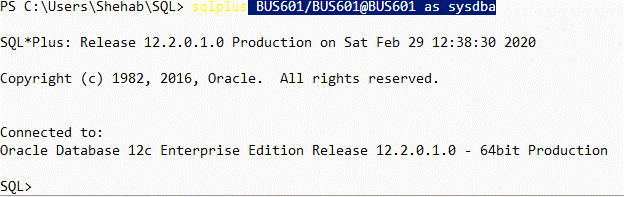 PS C:\Users\Shehab\SQL> sqlplus BUS601/BUS601@BUS601 as sysdba
SQL*Plus: Release 12.2.0.1.0 Production on Sat Feb 29 12:38:30 2020
Copyright (c) 1982, 2016, Oracle.  All rights reserved.
Connected to:
Oracle Database 12c Enterprise Edition Release 12.2.0.1.0 - 64bit Production
SQL>